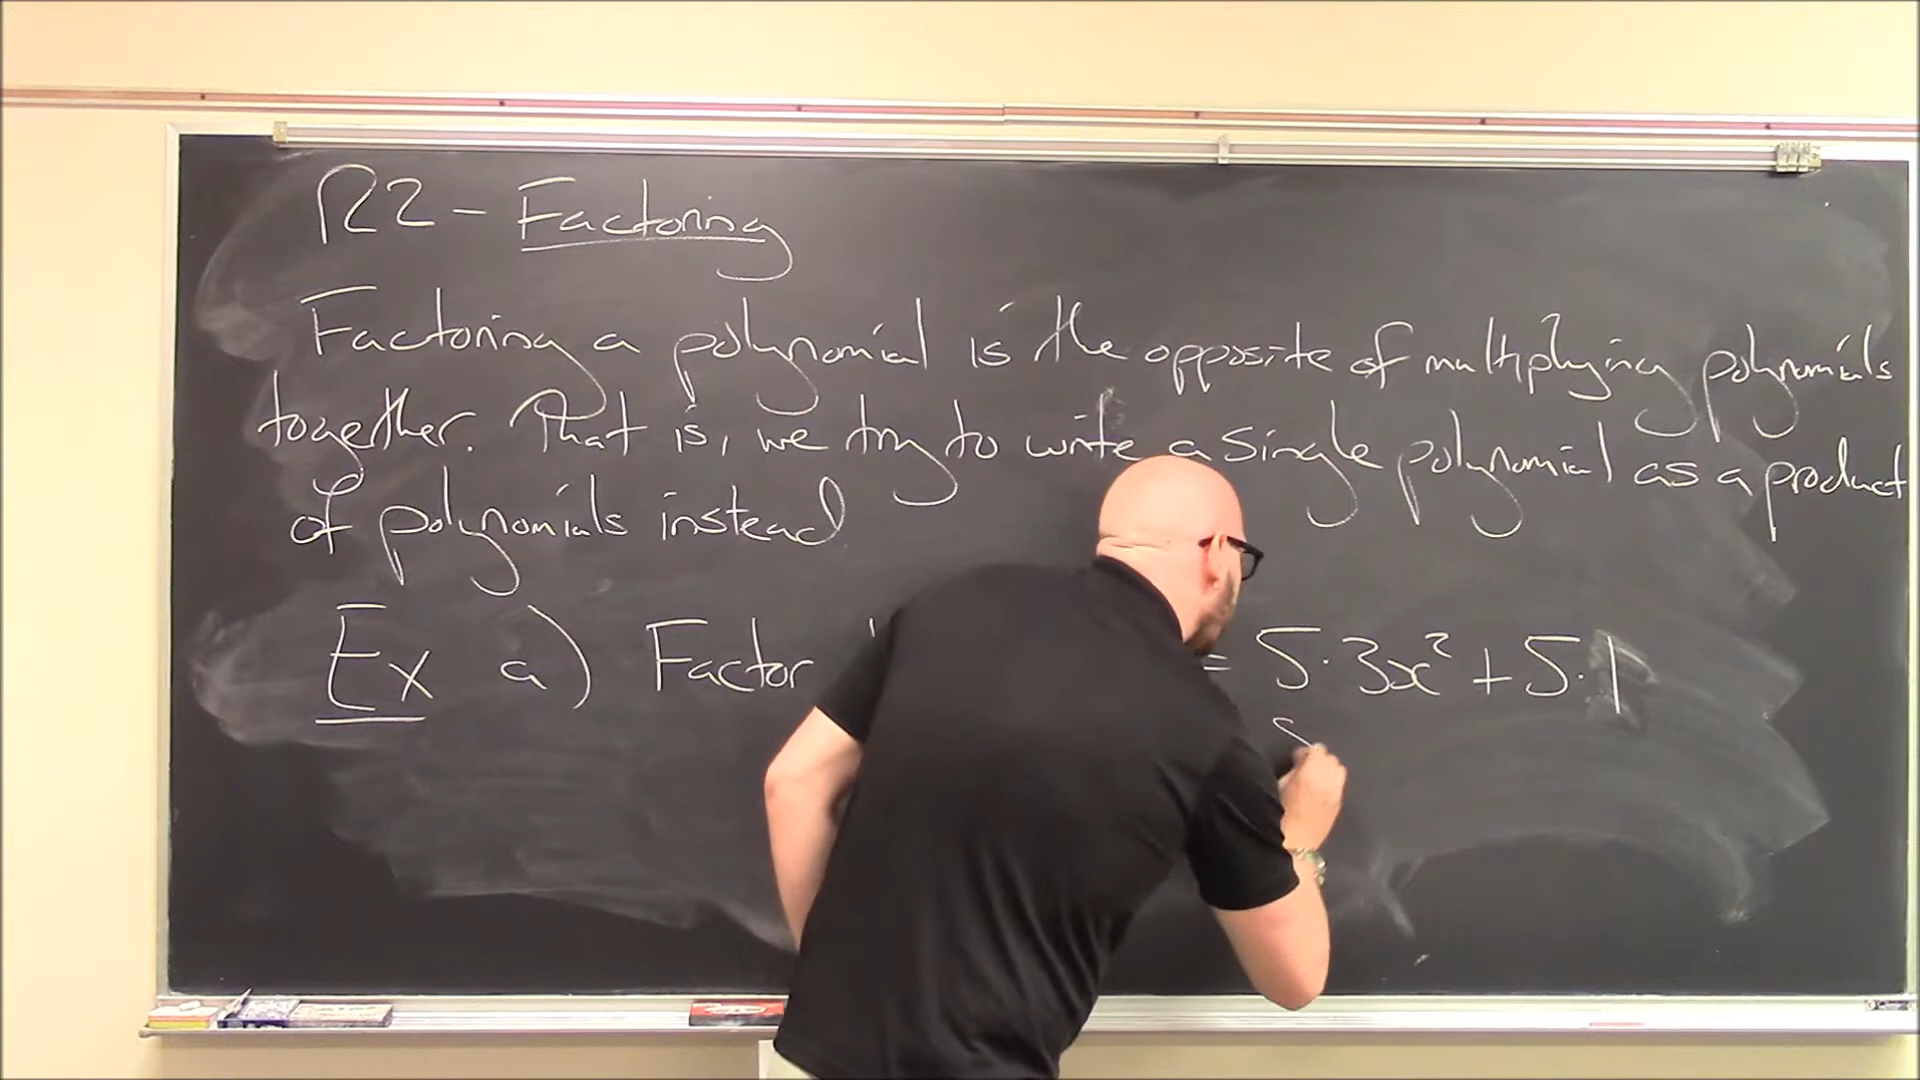 R2 - Factoring
Factoring a polynomial is the opposite of multiplying polynomials
together. That is, we try to write a single polynomial as a product
of polynomials instead
Ex a) Factor = 5·3x² + 5·1